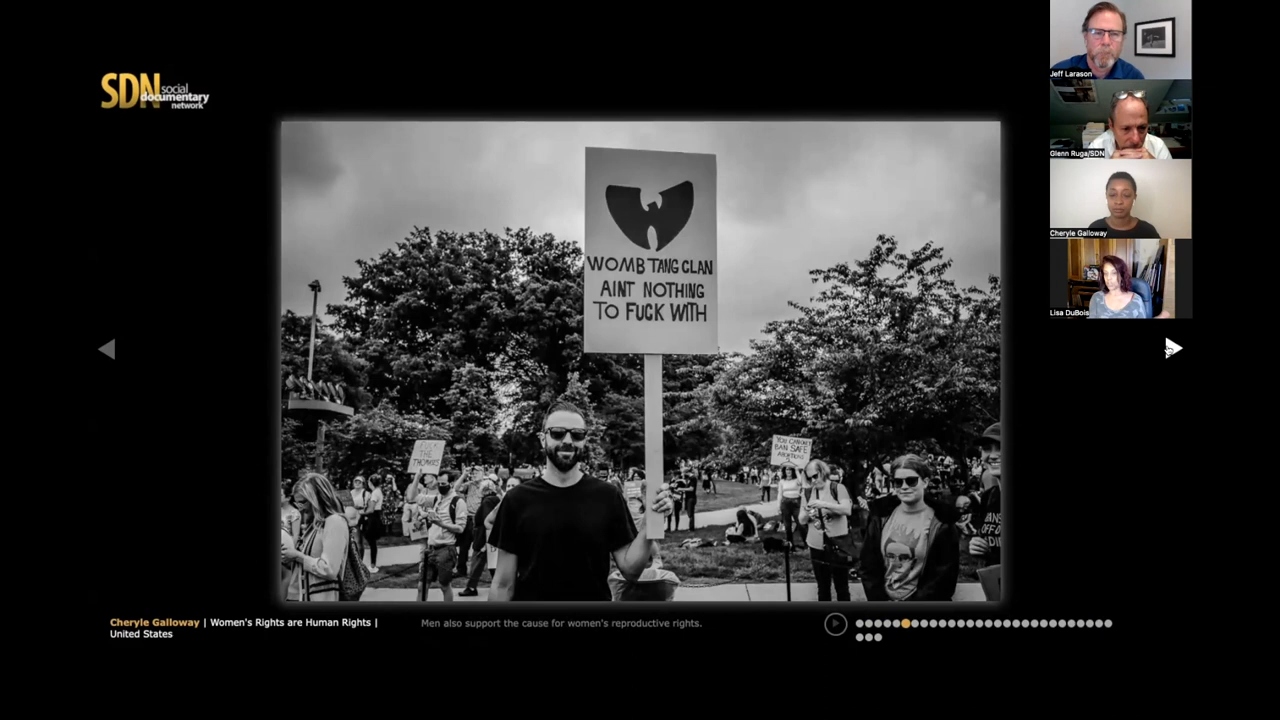 SDN social
documentary
network
Jeff Larason
Glenn Ruga/SDN
Cheryle Galloway
Lisa DuBois
WOMB TANG CLAN
AINT NOTHING
TO FUCK WITH
FUCK
THE
YOU CANNOT
BAN SAFE
ABORTIONS
Cheryle Galloway | Women's Rights are Human Rights |
United States
Men also support the cause for women's reproductive rights.